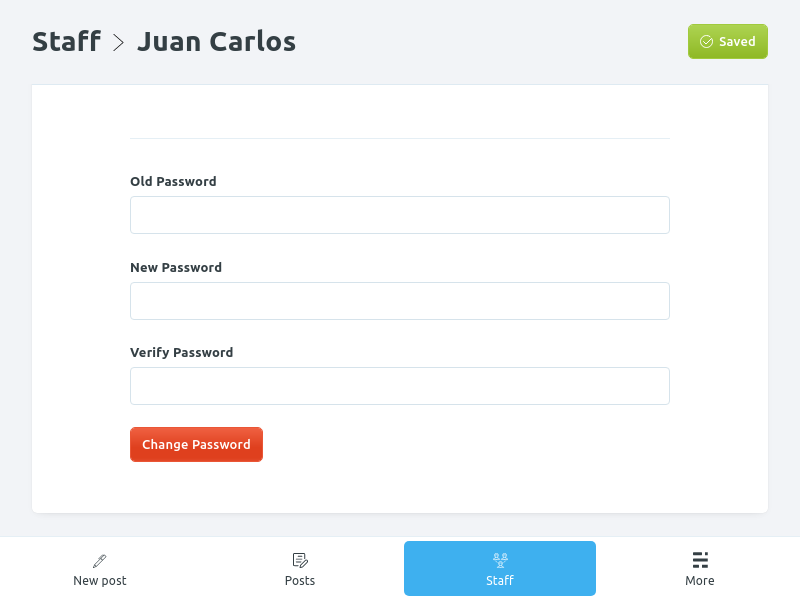 Staff > Juan Carlos
Saved
Old Password
New Password
Verify Password
Change Password
New post
Posts
Staff
More